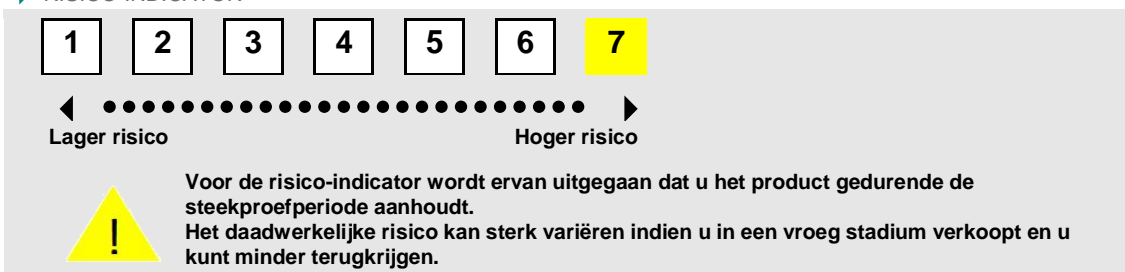 RISICO-INDICATOR
1 2 3 4 5 6 7
Lager risico Hoger risico
Voor de risico-indicator wordt ervan uitgegaan dat u het product gedurende de
steekproefperiode aanhoudt.
Het daadwerkelijke risico kan sterk variëren indien u in een vroeg stadium verkoopt en u
kunt minder terugkrijgen.
!